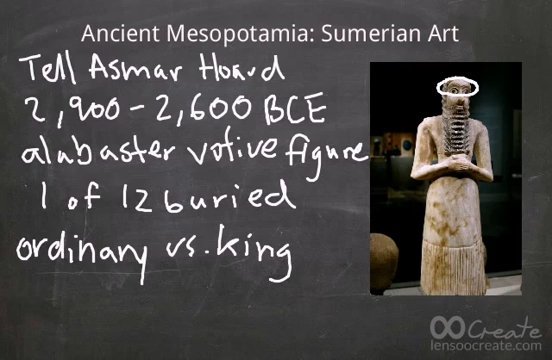 Ancient Mesopotamia: Sumerian Art
Tell Asmar Hoard
2,900-2,600 BCE
alabaster votive figure
1 of 12 buried
ordinary vs. king
Create
lensoocreate.com